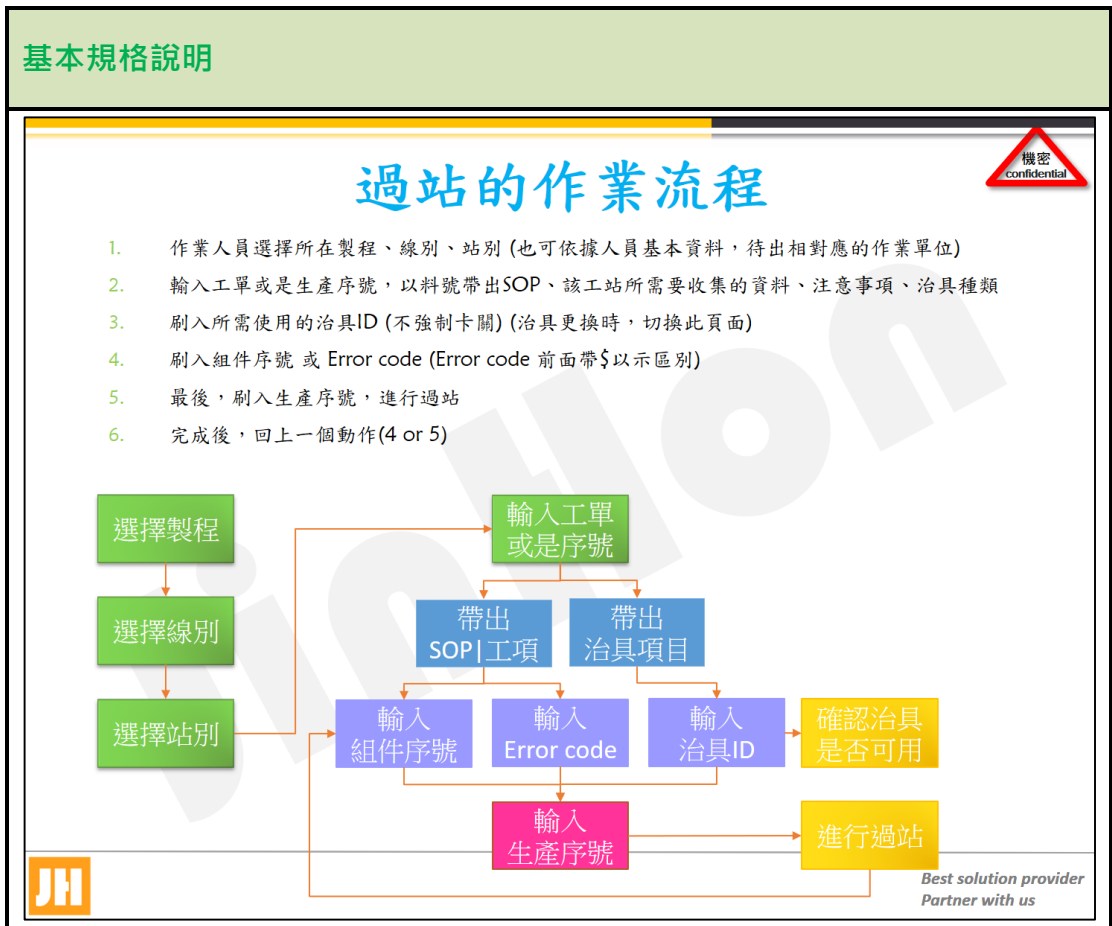 基本規格說明
機密
confidential
過站的作業流程
1. 作業人員選擇所在製程、線別、站別 (也可依據人員基本資料，待出相對應的作業單位)
2. 輸入工單或是生產序號，以料號帶出SOP、該工站所需要收集的資料、注意事項、治具種類
3. 刷入所需使用的治具ID (不強制卡關) (治具更換時，切換此頁面)
4. 刷入組件序號 或 Error code (Error code 前面帶$以示區別)
5. 最後，刷入生產序號，進行過站
6. 完成後，回上一個動作(4 or 5)
選擇製程
輸入工單
或是序號
選擇線別
帶出
SOP|工項
帶出
治具項目
選擇站別
輸入
組件序號
輸入
Error code
輸入
治具ID
確認治具
是否可用
輸入
生產序號
進行過站
JinHon
JH
Best solution provider
Partner with us